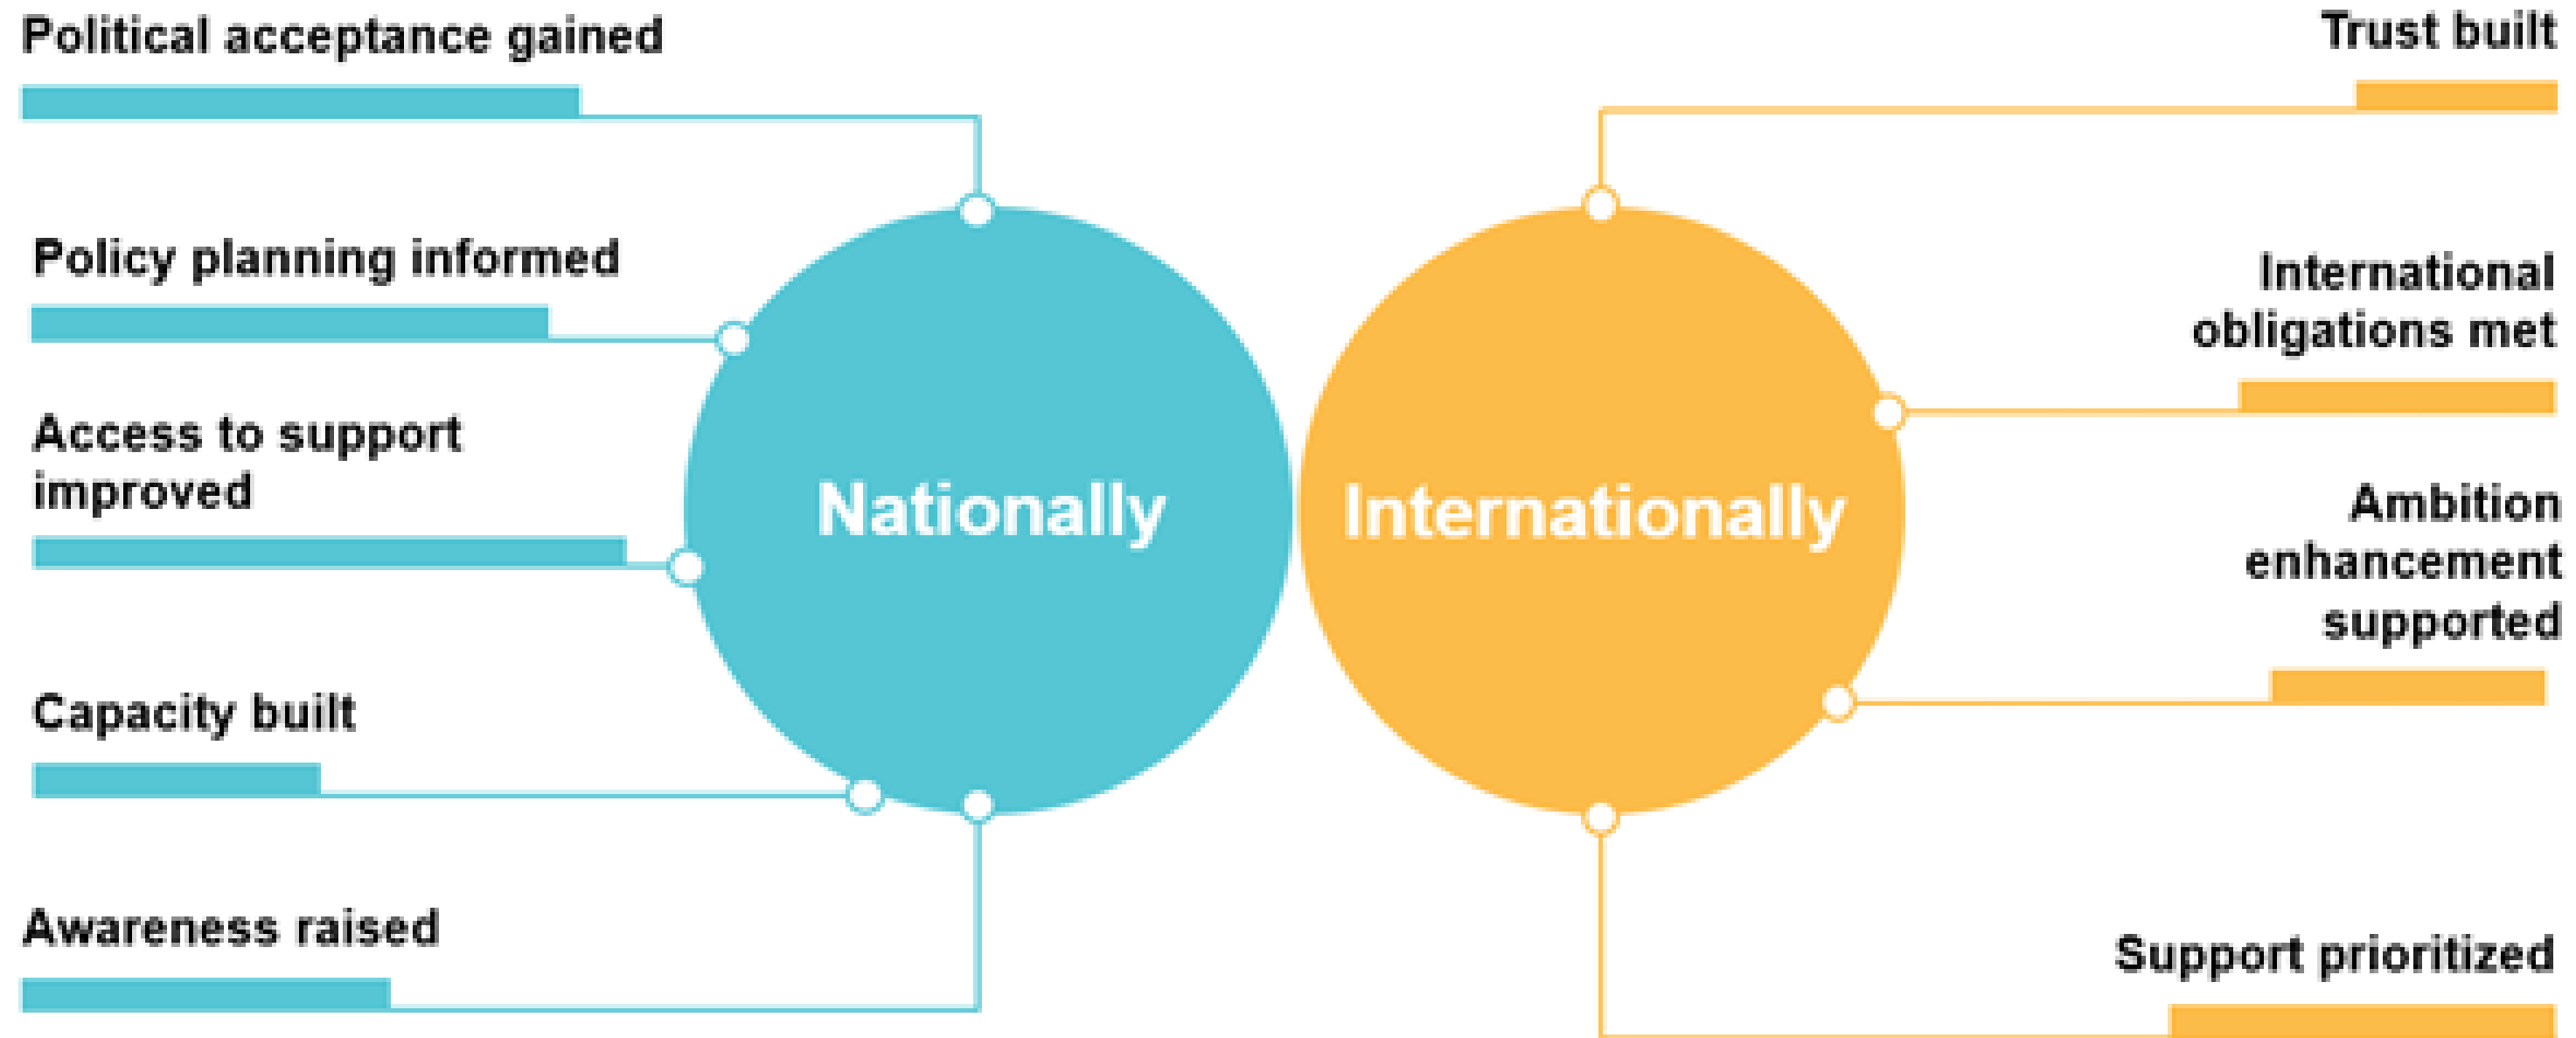 Political acceptance gained
Policy planning informed
Access to support
improved
Capacity built
Awareness raised
Nationally
Internationally
Trust built
International
obligations met
Ambition
enhancement
supported
Support prioritized